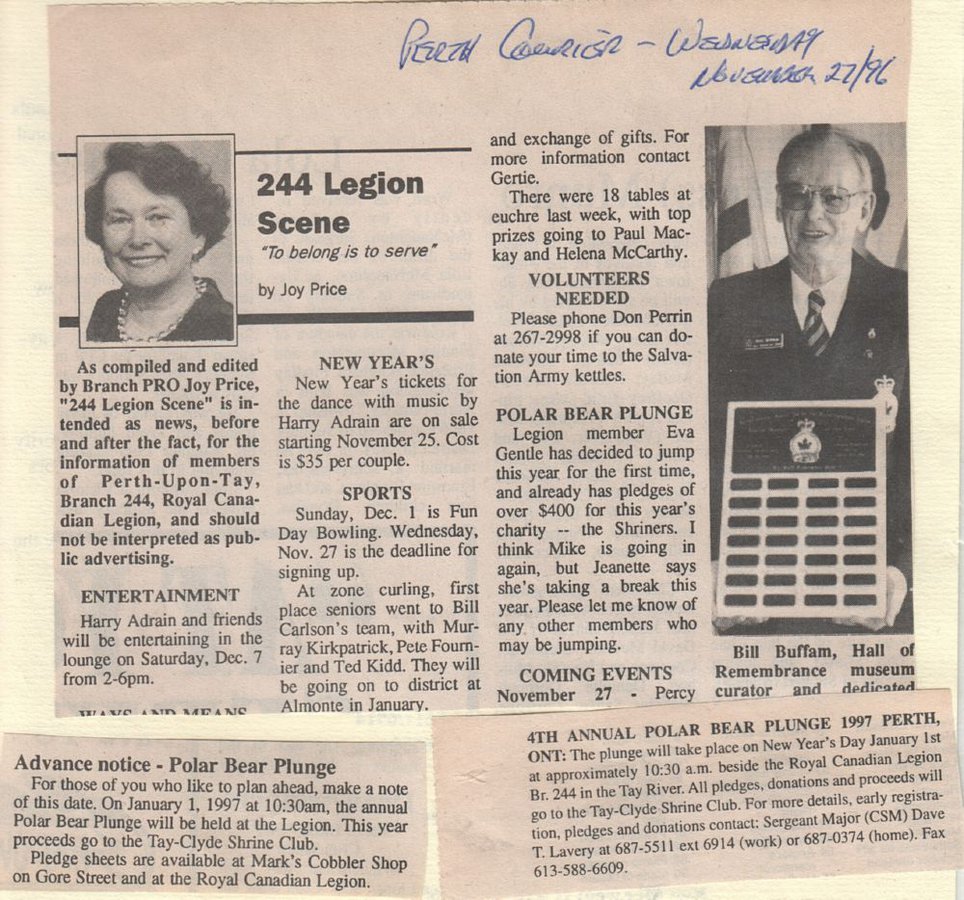 PERTH COURIER - WEDNESDAY
NOVEMBER 27/96
244 Legion
Scene
"To belong is to serve"
by Joy Price
As compiled and edited
by Branch PRO Joy Price,
"244 Legion Scene" is in-
tended as news, before
and after the fact, for the
information of members
of Perth-Upon-Tay,
Branch 244, Royal Cana-
dian Legion, and should
not be interpreted as pub-
lic advertising.
ENTERTAINMENT
Harry Adrain and friends
will be entertaining in the
lounge on Saturday, Dec. 7
from 2-6pm.
WAYS AND MEANS
NEW YEAR'S
New Year's tickets for
the dance with music by
Harry Adrain are on sale
starting November 25. Cost
is $35 per couple.
SPORTS
Sunday, Dec. 1 is Fun
Day Bowling. Wednesday,
Nov. 27 is the deadline for
signing up.
At zone curling, first
place seniors went to Bill
Carlson's team, with Mur-
ray Kirkpatrick, Pete Fourn-
ier and Ted Kidd. They will
be going on to district at
Almonte in January.
and exchange of gifts. For
more information contact
Gertie.
There were 18 tables at
euchre last week, with top
prizes going to Paul Mac-
kay and Helena McCarthy.
VOLUNTEERS
NEEDED
Please phone Don Perrin
at 267-2998 if you can do-
nate your time to the Salva-
tion Army kettles.
POLAR BEAR PLUNGE
Legion member Eva
Gentle has decided to jump
this year for the first time,
and already has pledges of
over $400 for this year's
charity -- the Shriners. I
think Mike is going in
again, but Jeanette says
she's taking a break this
year. Please let me know of
any other members who
may be jumping.
COMING EVENTS
November 27 - Percy
Bill Buffam, Hall of
Remembrance museum
curator and dedicated
Advance notice - Polar Bear Plunge
For those of you who like to plan ahead, make a note
of this date. On January 1, 1997 at 10:30am, the annual
Polar Bear Plunge will be held at the Legion. This year
proceeds go to the Tay-Clyde Shrine Club.
Pledge sheets are available at Mark's Cobbler Shop
on Gore Street and at the Royal Canadian Legion.
4TH ANNUAL POLAR BEAR PLUNGE 1997 PERTH,
ONT: The plunge will take place on New Year's Day January 1st
at approximately 10:30 a.m. beside the Royal Canadian Legion
Br. 244 in the Tay River. All pledges, donations and proceeds will
go to the Tay-Clyde Shrine Club. For more details, early registra-
tion, pledges and donations contact: Sergeant Major (CSM) Dave
T. Lavery at 687-5511 ext 6914 (work) or 687-0374 (home). Fax
613-588-6609.